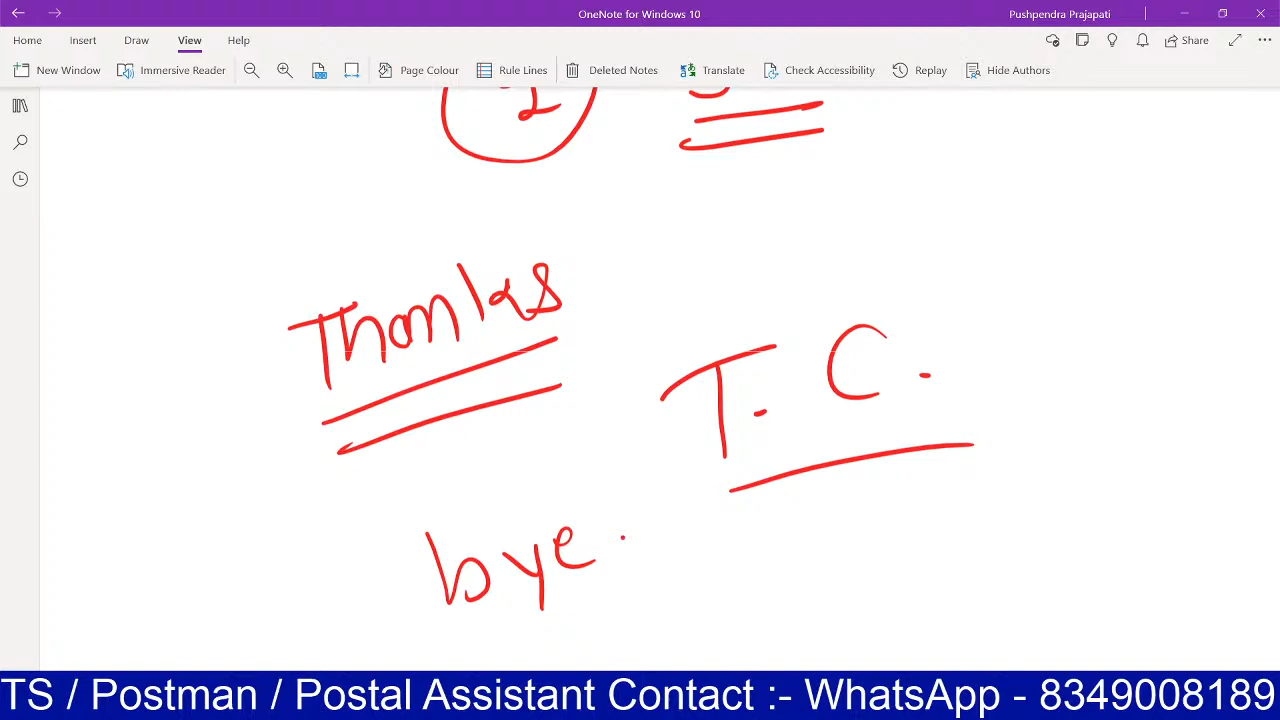 OneNote for Windows 10
Pushpendra Prajapati
Home Insert Draw View Help
Share
New Window Immersive Reader Page Colour Rule Lines Deleted Notes Translate Check Accessibility Replay Hide Authors
Thanks
T. C.
bye.
TS / Postman / Postal Assistant Contact :- WhatsApp - 8349008189